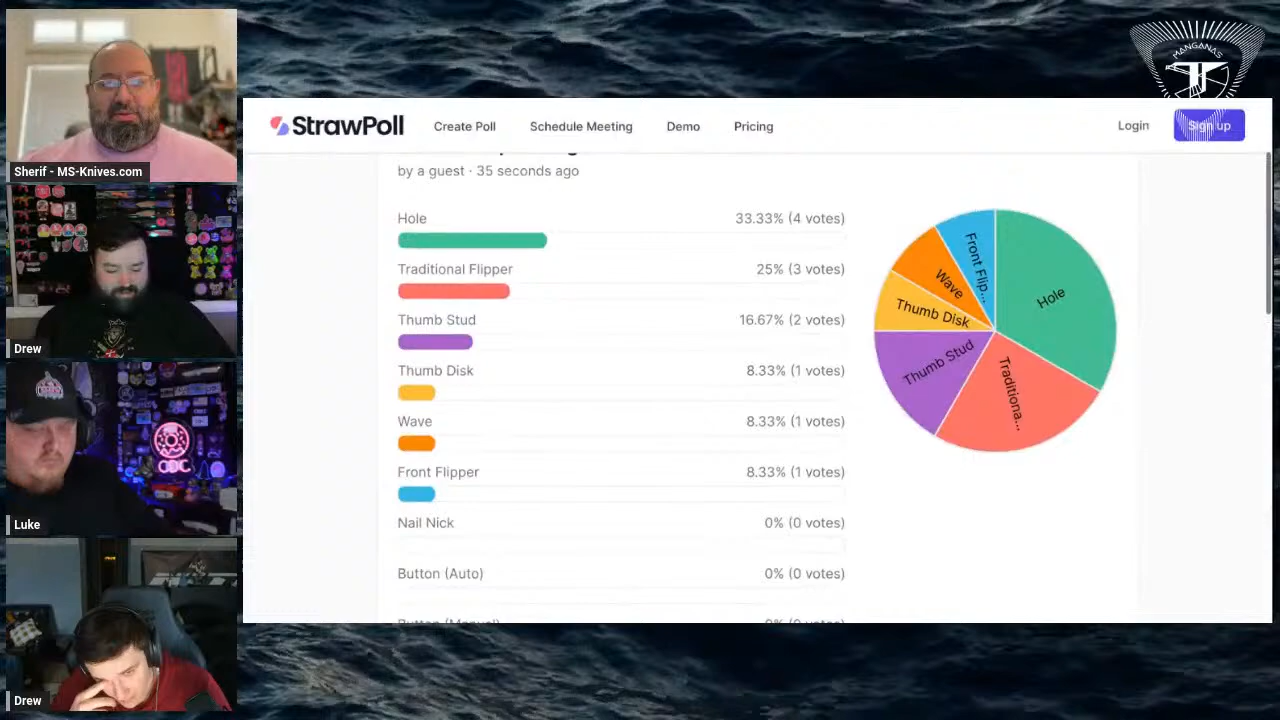 MANGANAS
StrawPoll
Create Poll
Schedule Meeting
Demo
Pricing
Login
Sign up
by a guest · 35 seconds ago
Hole
33.33% (4 votes)
Traditional Flipper
25% (3 votes)
Thumb Stud
16.67% (2 votes)
Thumb Disk
8.33% (1 votes)
Wave
8.33% (1 votes)
Front Flipper
8.33% (1 votes)
Nail Nick
0% (0 votes)
Button (Auto)
0% (0 votes)
Hole
Traditiona...
Thumb Stud
Thumb Disk
Wave
Front Flip...
Sherif - MS-Knives.com
Drew
ODC
Luke
Drew